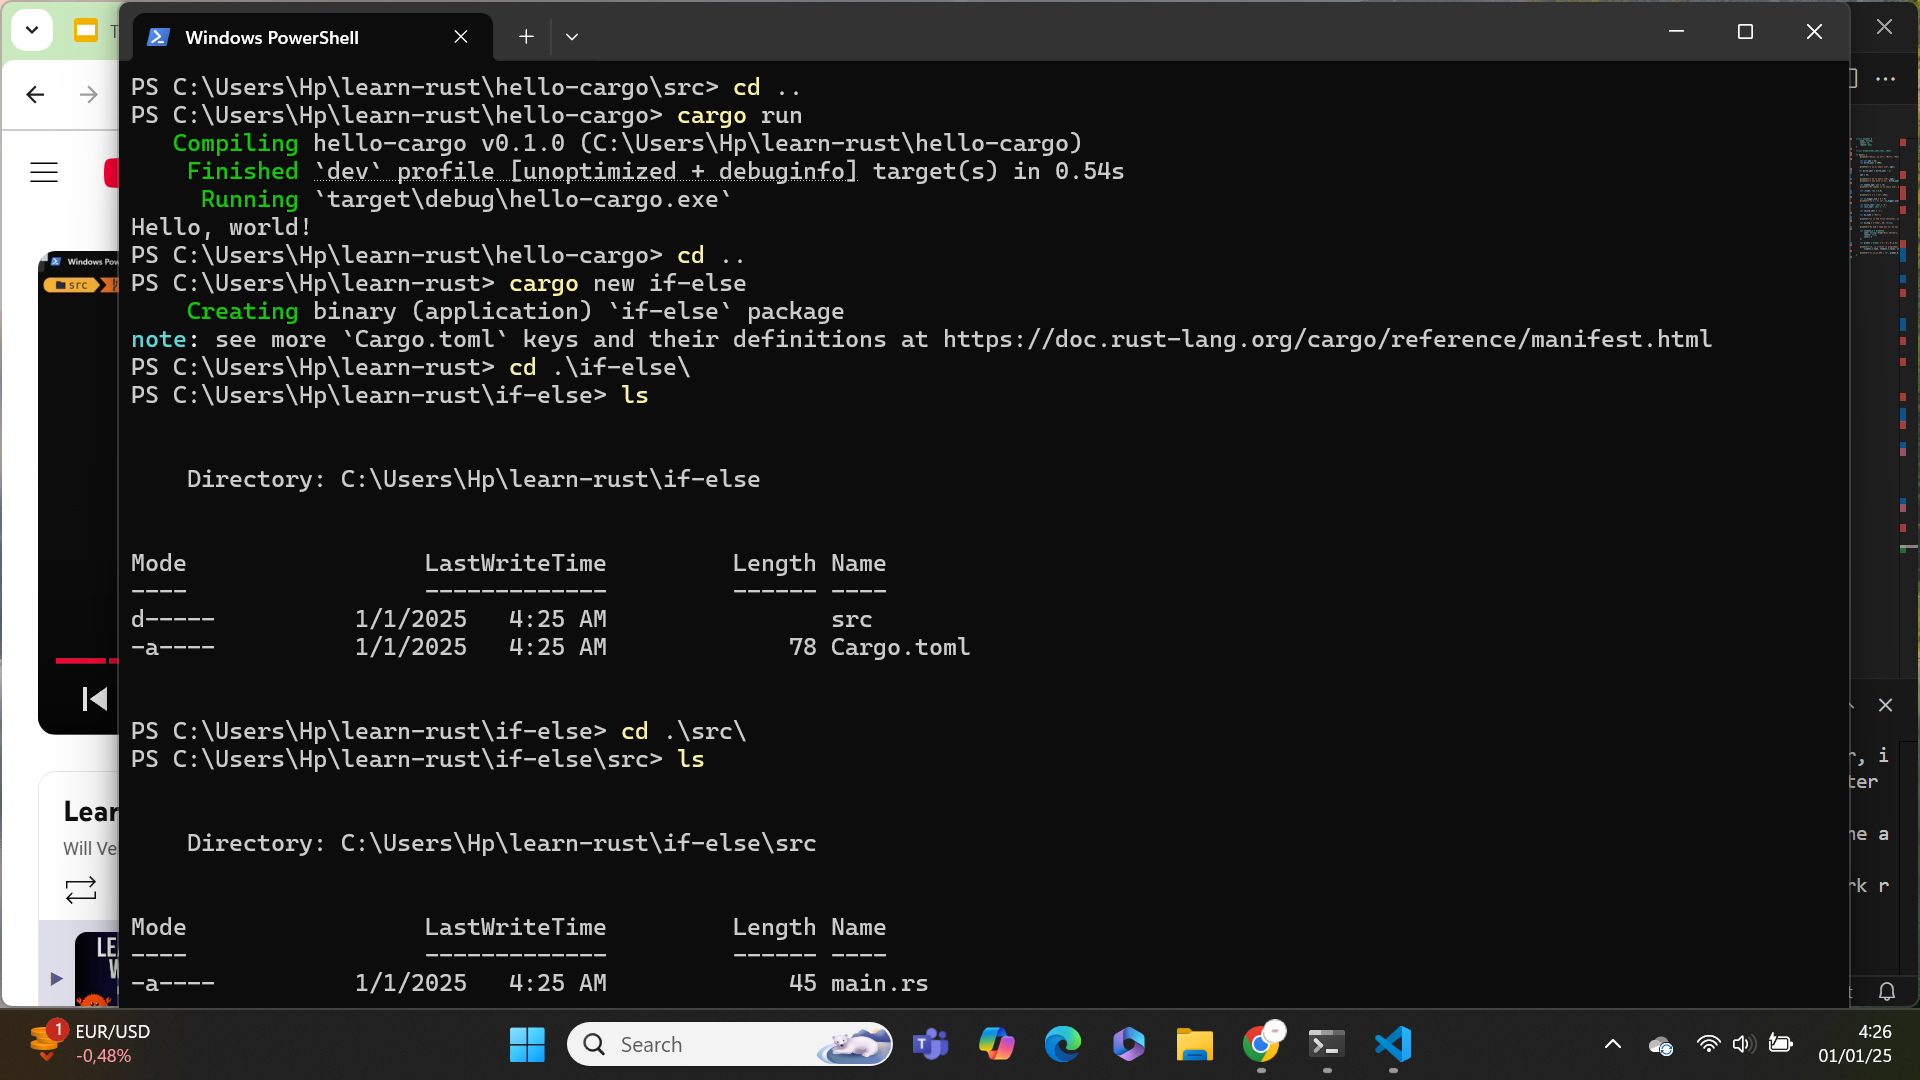 Windows PowerShell
PS C:\Users\Hp\learn-rust\hello-cargo\src> cd ..
PS C:\Users\Hp\learn-rust\hello-cargo> cargo run
Compiling hello-cargo v0.1.0 (C:\Users\Hp\learn-rust\hello-cargo)
Finished `dev` profile [unoptimized + debuginfo] target(s) in 0.54s
Running `target\debug\hello-cargo.exe`
Hello, world!
PS C:\Users\Hp\learn-rust\hello-cargo> cd ..
PS C:\Users\Hp\learn-rust> cargo new if-else
Creating binary (application) `if-else` package
note: see more `Cargo.toml` keys and their definitions at https://doc.rust-lang.org/cargo/reference/manifest.html
PS C:\Users\Hp\learn-rust> cd .\if-else\
PS C:\Users\Hp\learn-rust\if-else> ls
Directory: C:\Users\Hp\learn-rust\if-else
Mode LastWriteTime Length Name
---- ------------- ------ ----
d----- 1/1/2025 4:25 AM src
-a---- 1/1/2025 4:25 AM 78 Cargo.toml
PS C:\Users\Hp\learn-rust\if-else> cd .\src\
PS C:\Users\Hp\learn-rust\if-else\src> ls
Directory: C:\Users\Hp\learn-rust\if-else\src
Mode LastWriteTime Length Name
---- ------------- ------ ----
-a---- 1/1/2025 4:25 AM 45 main.rs
Windows Pow
src
Lear
Will Ve
LE
W
r, i
ter
ne a
rk r
1
EUR/USD
-0,48%
Search
4:26
01/01/25